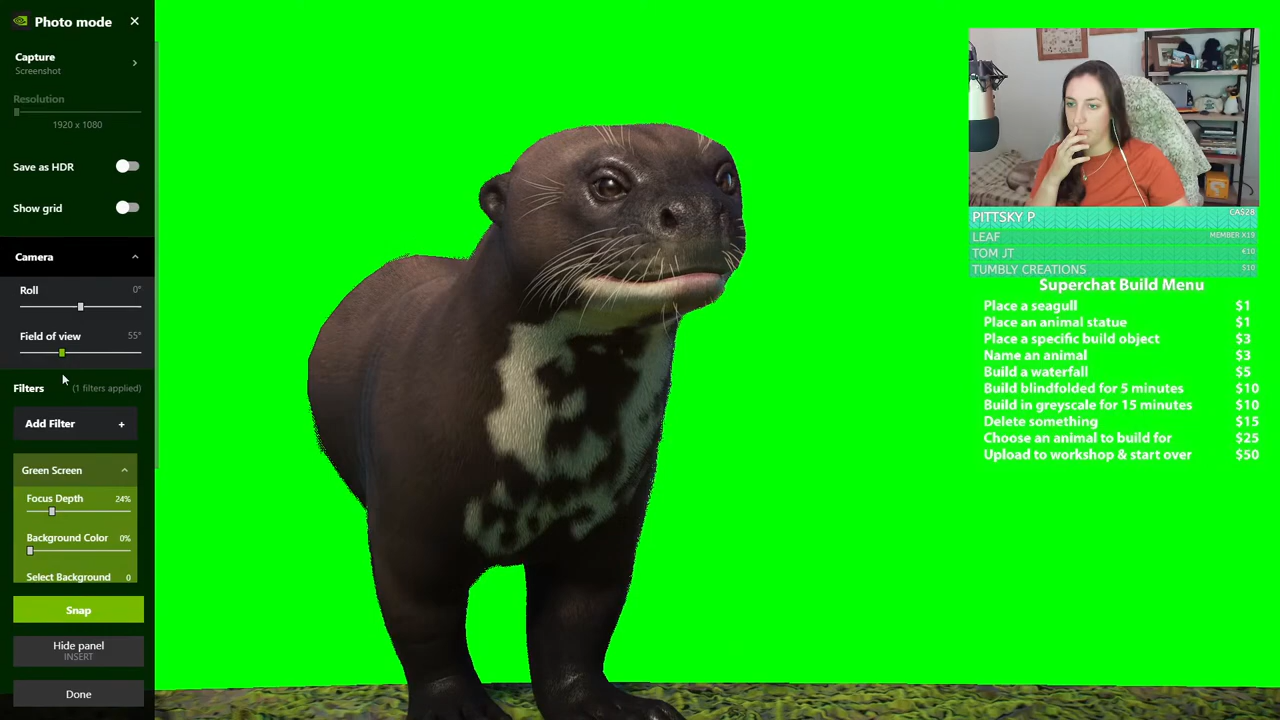 Photo mode
Capture
Screenshot
Resolution
1920 x 1080
Save as HDR
Show grid
Camera
Roll 0°
Field of view 55°
Filters (1 filters applied)
Add Filter +
Green Screen
Focus Depth 24%
Background Color 0%
Select Background 0
Snap
Hide panel
INSERT
Done
PITTSKY P CA$28
LEAF MEMBER X19
TOM JT €10
TUMBLY CREATIONS $10
Superchat Build Menu
Place a seagull $1
Place an animal statue $1
Place a specific build object $3
Name an animal $3
Build a waterfall $5
Build blindfolded for 5 minutes $10
Build in greyscale for 15 minutes $10
Delete something $15
Choose an animal to build for $25
Upload to workshop & start over $50